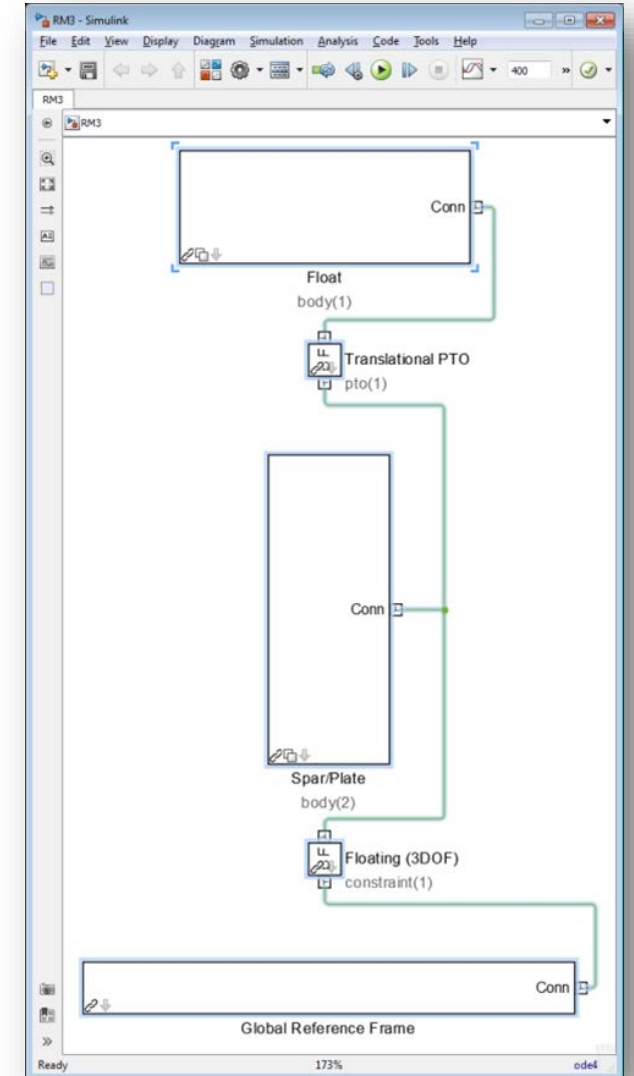 RM3 - Simulink
File Edit View Display Diagram Simulation Analysis Code Tools Help
400 »
RM3
RM3
Conn
Float
body(1)
F
Translational PTO
pto(1)
Conn
Spar/Plate
body(2)
F
Floating (3DOF)
constraint(1)
Conn
Global Reference Frame
»
Ready 173% ode4